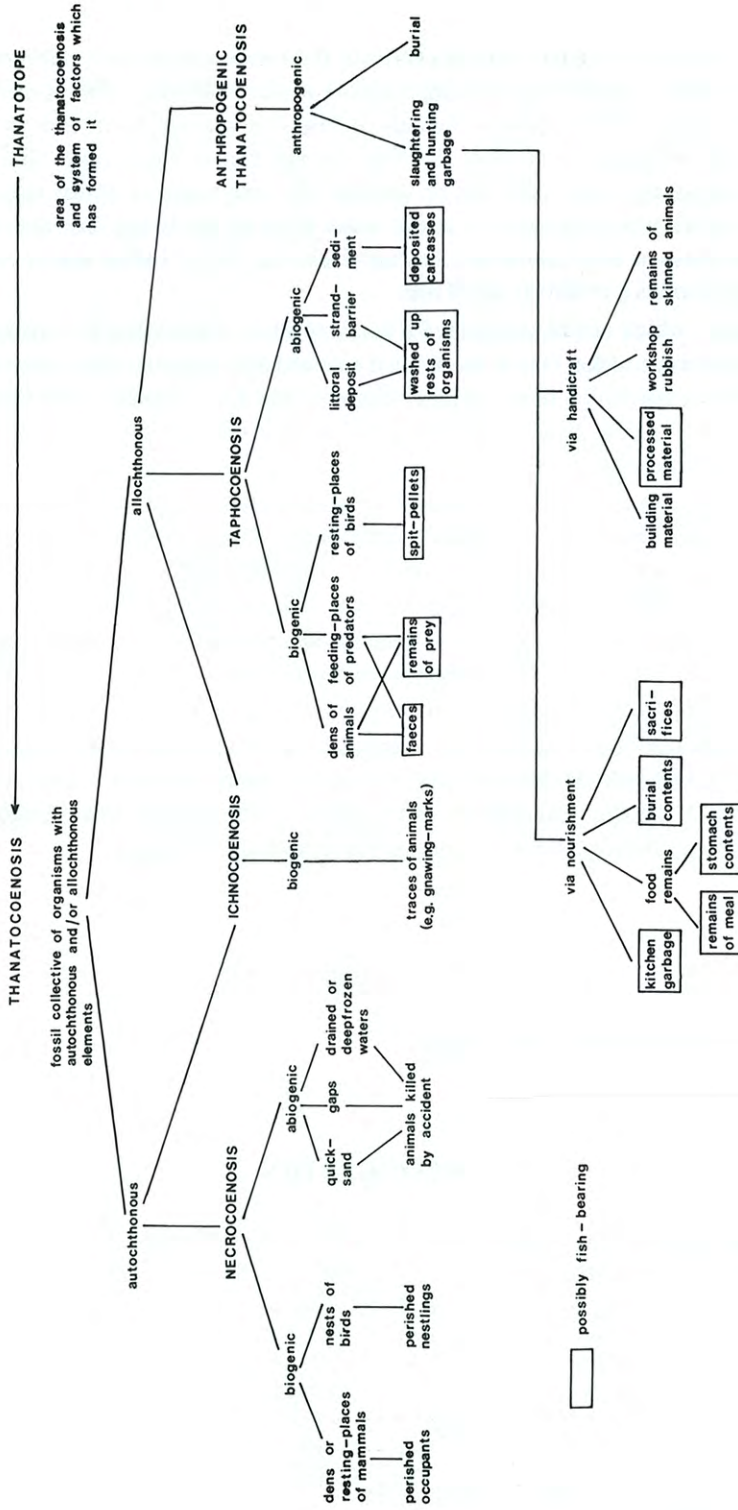 THANATOCOENOSIS
THANATOTOPE
fossil collective of organisms with
autochthonous and/or allochthonous
elements
area of the thanatocoenosis
and system of factors which
has formed it
autochthonous
allochthonous
NECROCOENOSIS
ICHNOCOENOSIS
TAPHOCOENOSIS
ANTHROPOGENIC
THANATOCOENOSIS
biogenic
abiogenic
biogenic
biogenic
abiogenic
anthropogenic
dens or
resting-places
of mammals
nests of
birds
quick-
sand
gaps
drained or
deepfrozen
waters
dens of
animals
feeding-places
of predators
resting-places
of birds
littoral
deposit
strand-
barrier
sedi
ment
slaughtering
and hunting
garbage
burial
perished
occupants
perished
nestlings
animals killed
by accident
traces of animals
(e.g. gnawing-marks)
faeces
remains
of prey
spit-pellets
washed up
rests of
organisms
deposited
carcasses
via nourishment
via handicraft
kitchen
garbage
food
remains
burial
contents
sacri-
fices
building
material
processed
material
workshop
rubbish
remains of
skinned animals
remains
of meal
stomach
contents
possibly fish-bearing